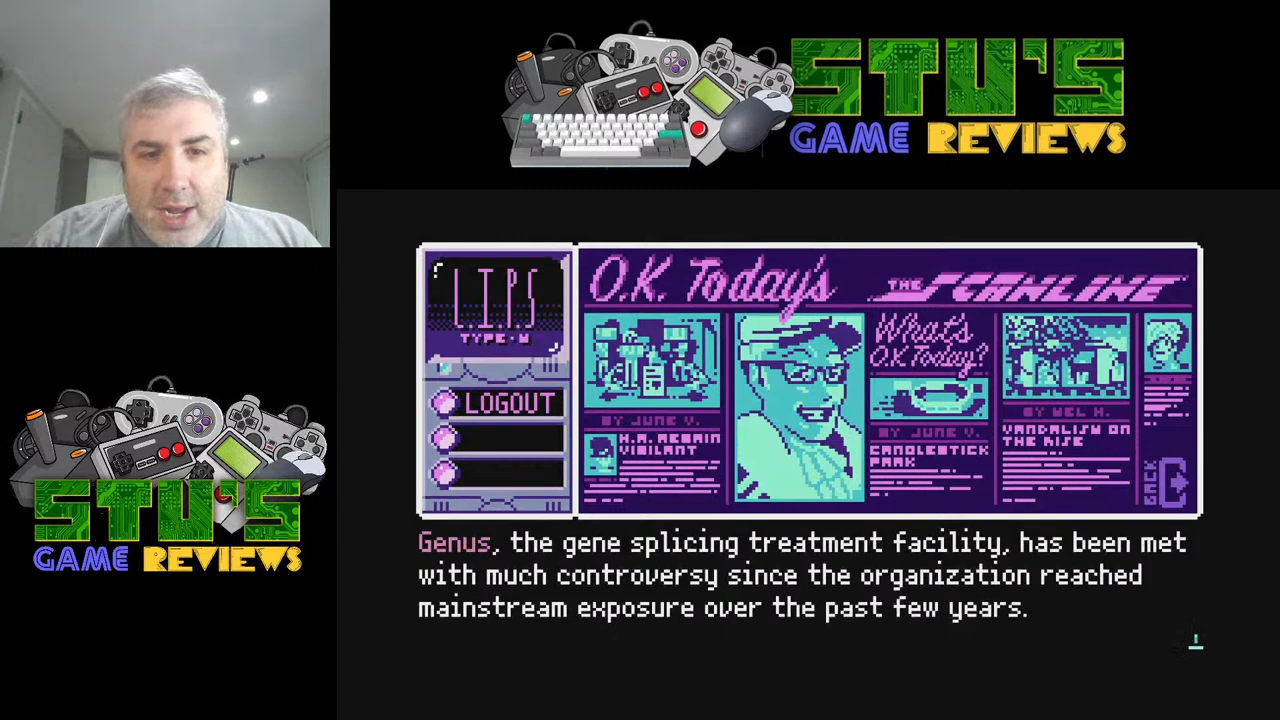 STU'S
GAME REVIEWS
L.I.P.S
TYPE-W
LOGOUT
O.K. Today's
THE SCANLINE
BY JUNE V.
H.R. REMAIN
VIGILANT
What's
O.K. Today?
BY JUNE V.
CANDLESTICK
PARK
BY MEL H.
VANDALISM ON
THE RISE
BACK
Genus, the gene splicing treatment facility, has been met
with much controversy since the organization reached
mainstream exposure over the past few years.
STU'S
GAME REVIEWS